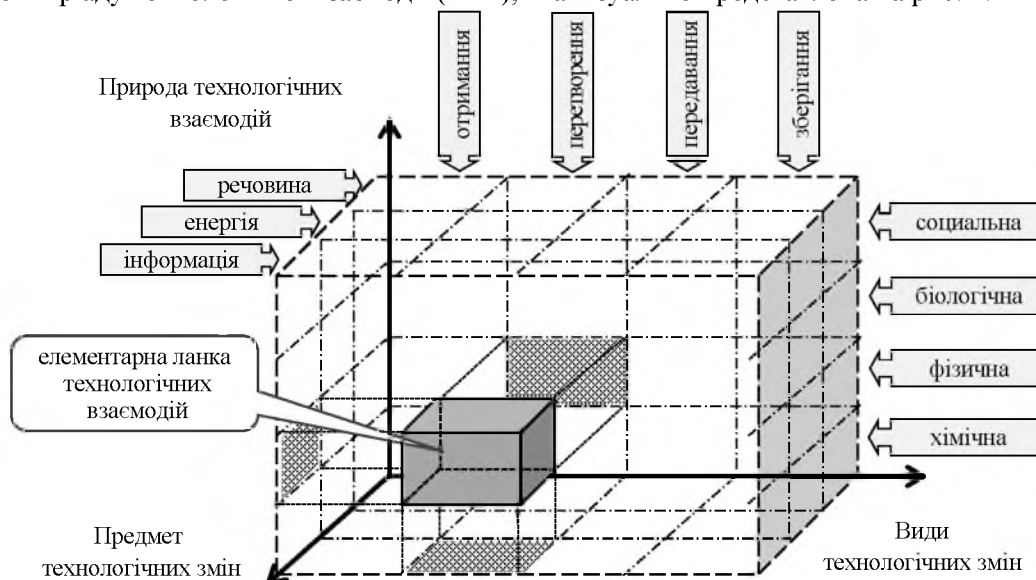 Природа технологічних
взаємодій
отримання
перетворення
передавання
зберігання
речовина
енергія
інформація
социальна
біологічна
фізична
хімічна
елементарна ланка
технологічних
взаємодій
Предмет
технологічних змін
Види
технологічних змін